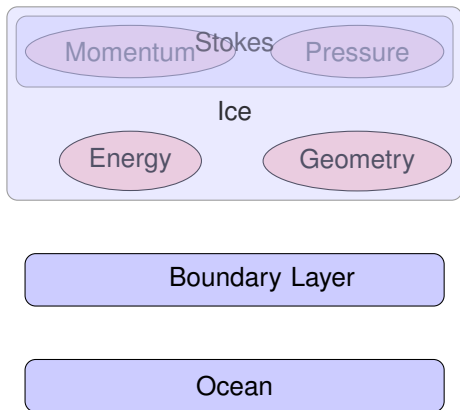 Momentum Stokes Pressure
Ice
Energy Geometry
Boundary Layer
Ocean